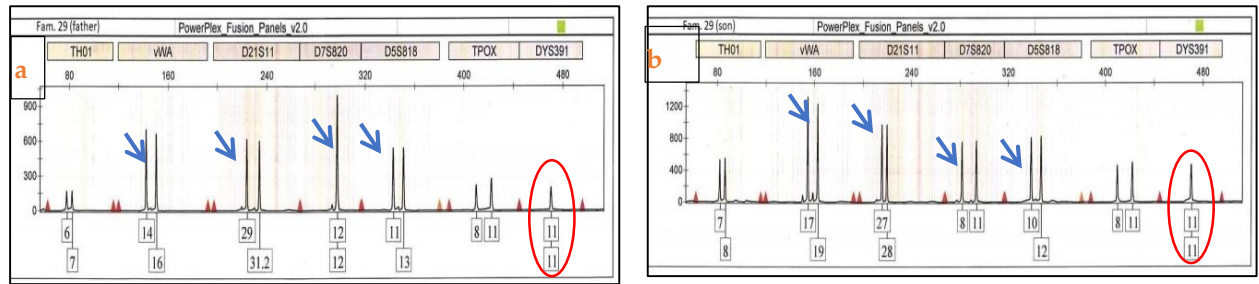 Fam. 29 (father) PowerPlex_Fusion_Panels_v2.0
a
TH01 vWA D21S11 D7S820 D5S818 TPOX DYS391
80 160 240 320 400 480
900
600
300
0
6 14 29 12 11 8 11 11
7 16 31.2 12 13 11
Fam. 29 (son) PowerPlex_Fusion_Panels_v2.0
b
TH01 vWA D21S11 D7S820 D5S818 TPOX DYS391
80 160 240 320 400 480
1200
800
400
0
7 17 27 8 11 10 8 11 11
8 19 28 12 11